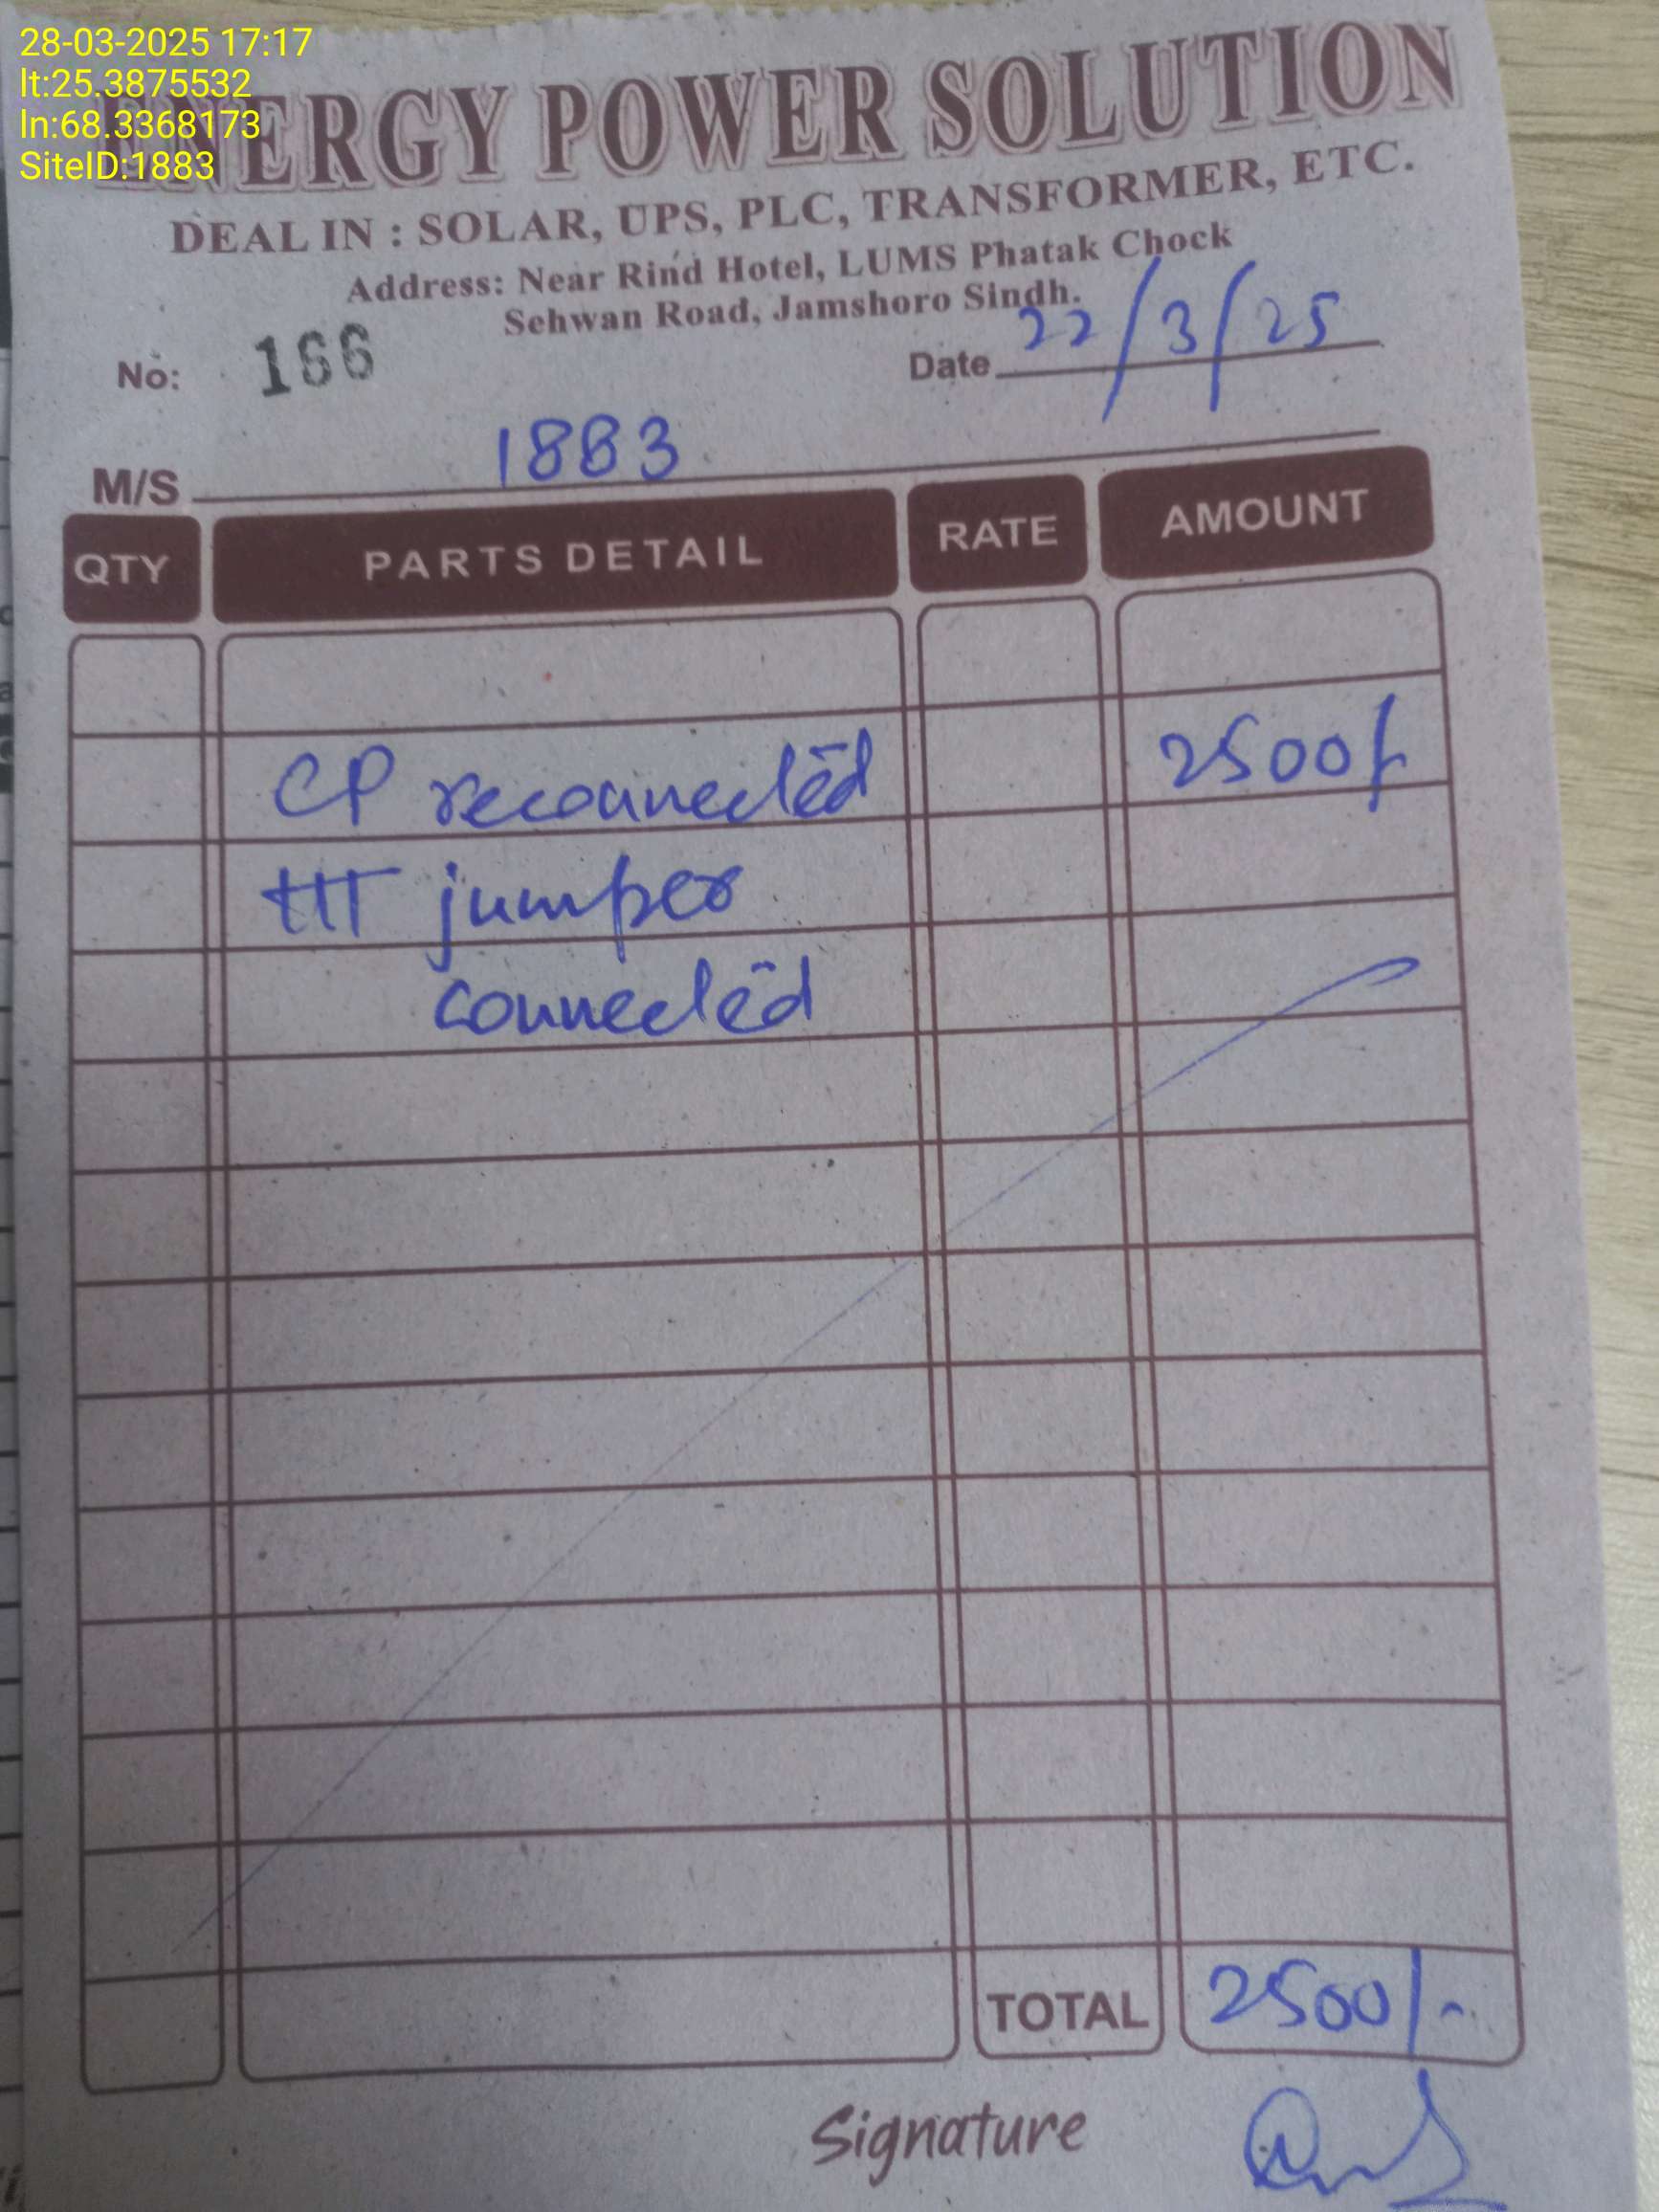 28-03-2025 17:17
lt:25.3875532
ln:68.3368173
SiteID:1883
ENERGY POWER SOLUTION
DEAL IN : SOLAR, UPS, PLC, TRANSFORMER, ETC.
Address: Near Rind Hotel, LUMS Phatak Chock
Sehwan Road, Jamshoro Sindh.
No: 166 Date 22/3/25
M/S 1883
QTY PARTS DETAIL RATE AMOUNT
CP reconnected 2500/-
HT jumper
connected
TOTAL 2500/-
Signature